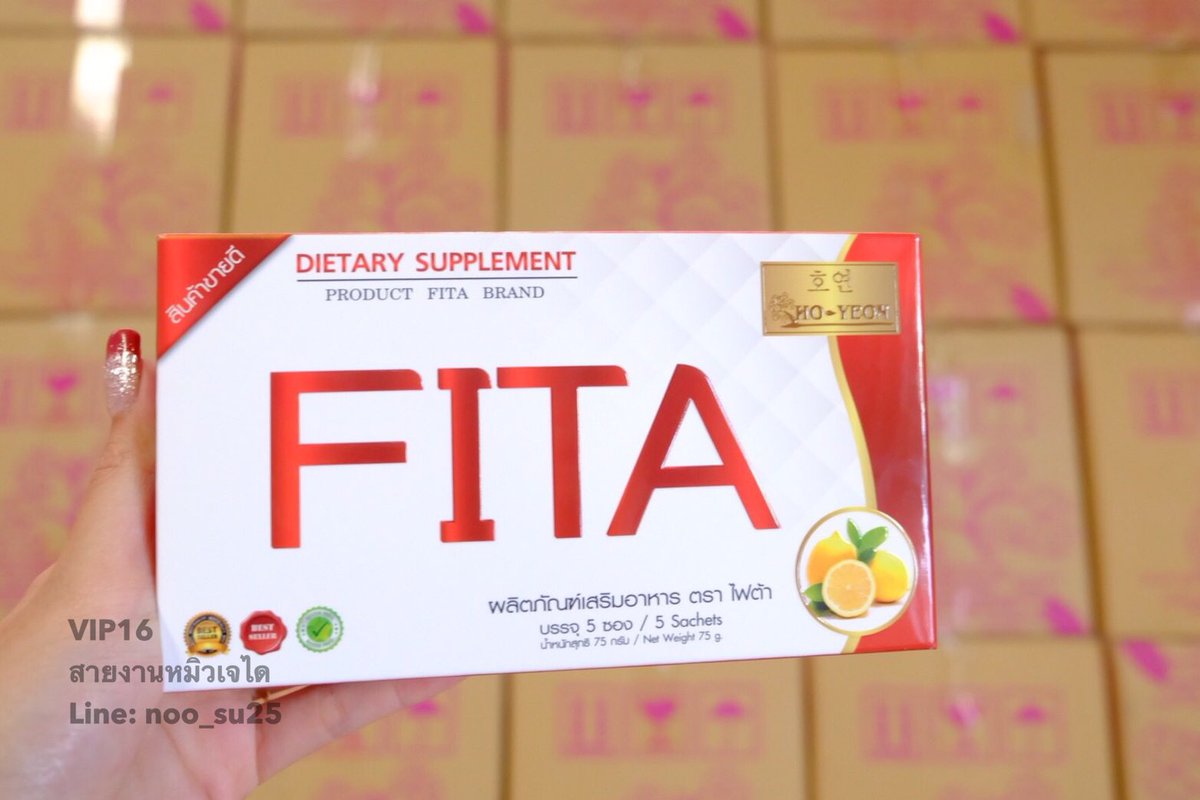 สินค้าขายดี
DIETARY SUPPLEMENT
PRODUCT FITA BRAND
호연
HO-YEON
FITA
ผลิตภัณฑ์เสริมอาหาร ตรา ไฟต้า
บรรจุ 5 ซอง / 5 Sachets
น้ำหนักสุทธิ 75 กรัม / Net Weight 75 g.
BEST SELLER
BEST
SELLER
VIP16
สายงานหมิวเจได
Line: noo_su25